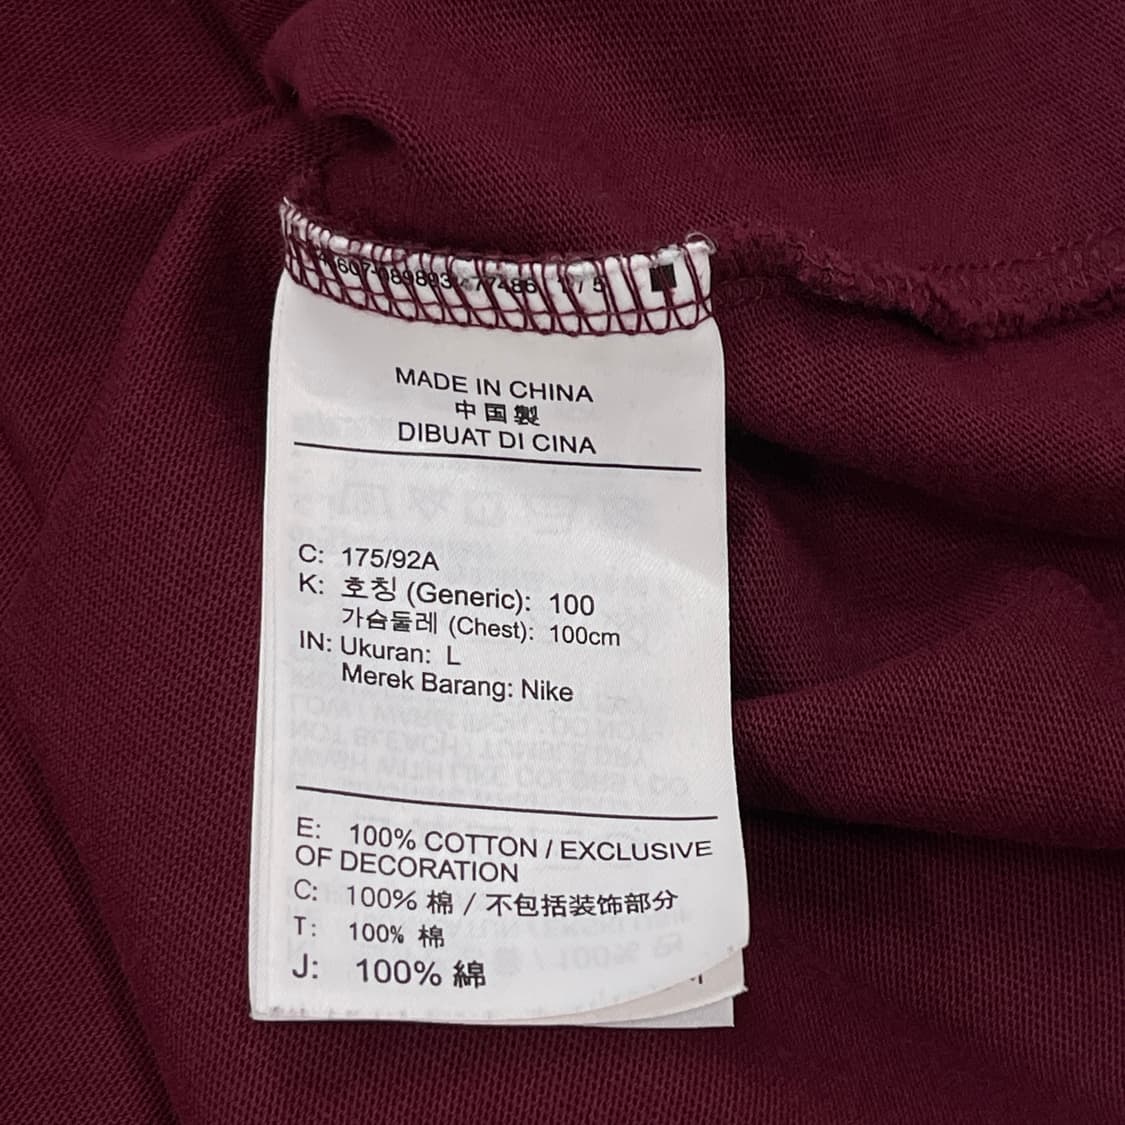 MADE IN CHINA
中国製
DIBUAT DI CINA
C: 175/92A
K: 호칭 (Generic): 100
가슴둘레 (Chest): 100cm
IN: Ukuran: L
Merek Barang: Nike
E: 100% COTTON / EXCLUSIVE
OF DECORATION
C: 100% 棉 / 不包括装饰部分
T: 100% 棉
J: 100% 綿